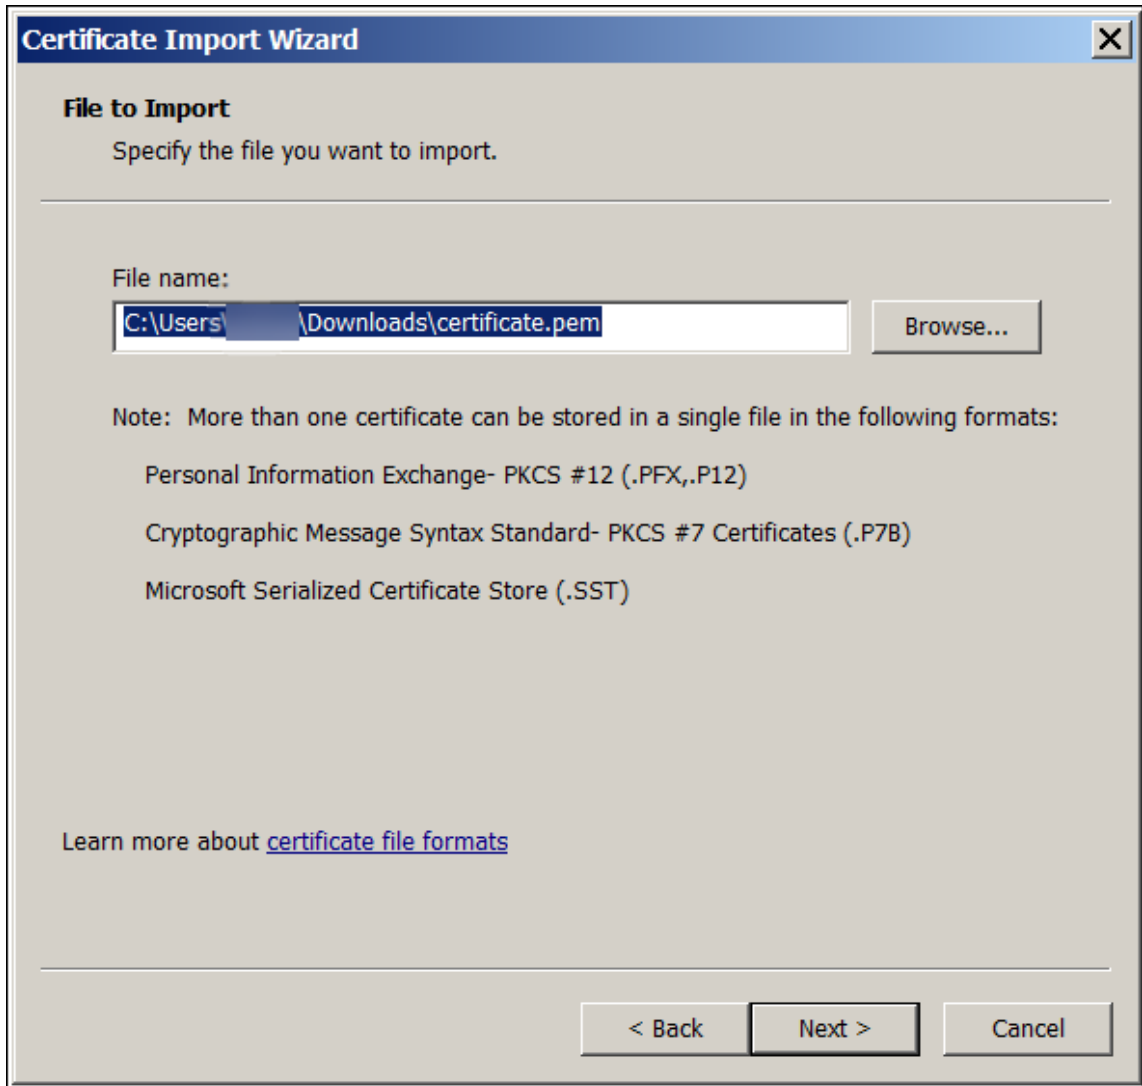 Certificate Import Wizard
File to Import
Specify the file you want to import.
File name:
C:\Users\ \Downloads\certificate.pem
Browse...
Note: More than one certificate can be stored in a single file in the following formats:
Personal Information Exchange- PKCS #12 (.PFX,.P12)
Cryptographic Message Syntax Standard- PKCS #7 Certificates (.P7B)
Microsoft Serialized Certificate Store (.SST)
Learn more about certificate file formats
< Back
Next >
Cancel